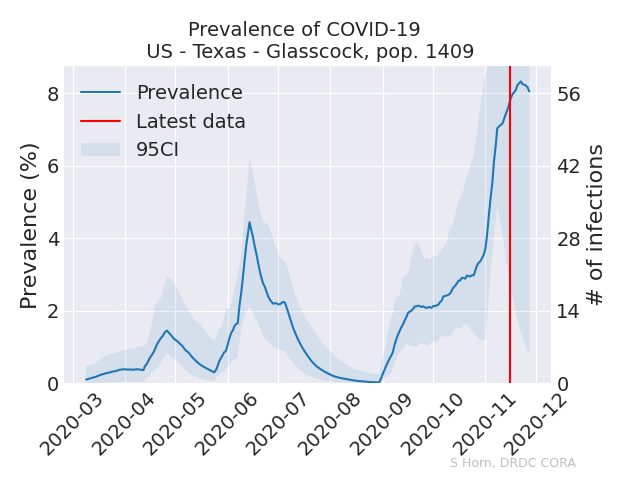 Prevalence of COVID-19
US - Texas - Glasscock, pop. 1409
Prevalence
Latest data
95CI
Prevalence (%)
8
6
4
2
0
# of infections
56
42
28
14
0
2020-03
2020-04
2020-05
2020-06
2020-07
2020-08
2020-09
2020-10
2020-11
2020-12
S Horn, DRDC CORA